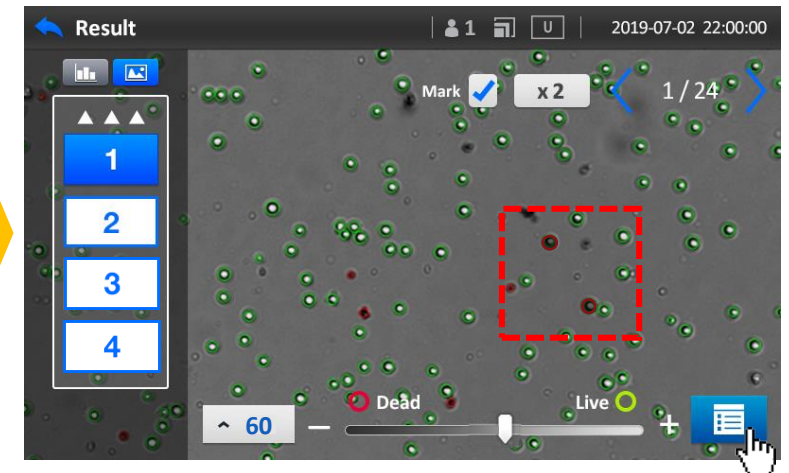 Result
1
U
2019-07-02 22:00:00
Mark
x 2
1 / 24
1
2
3
4
Dead
Live
60